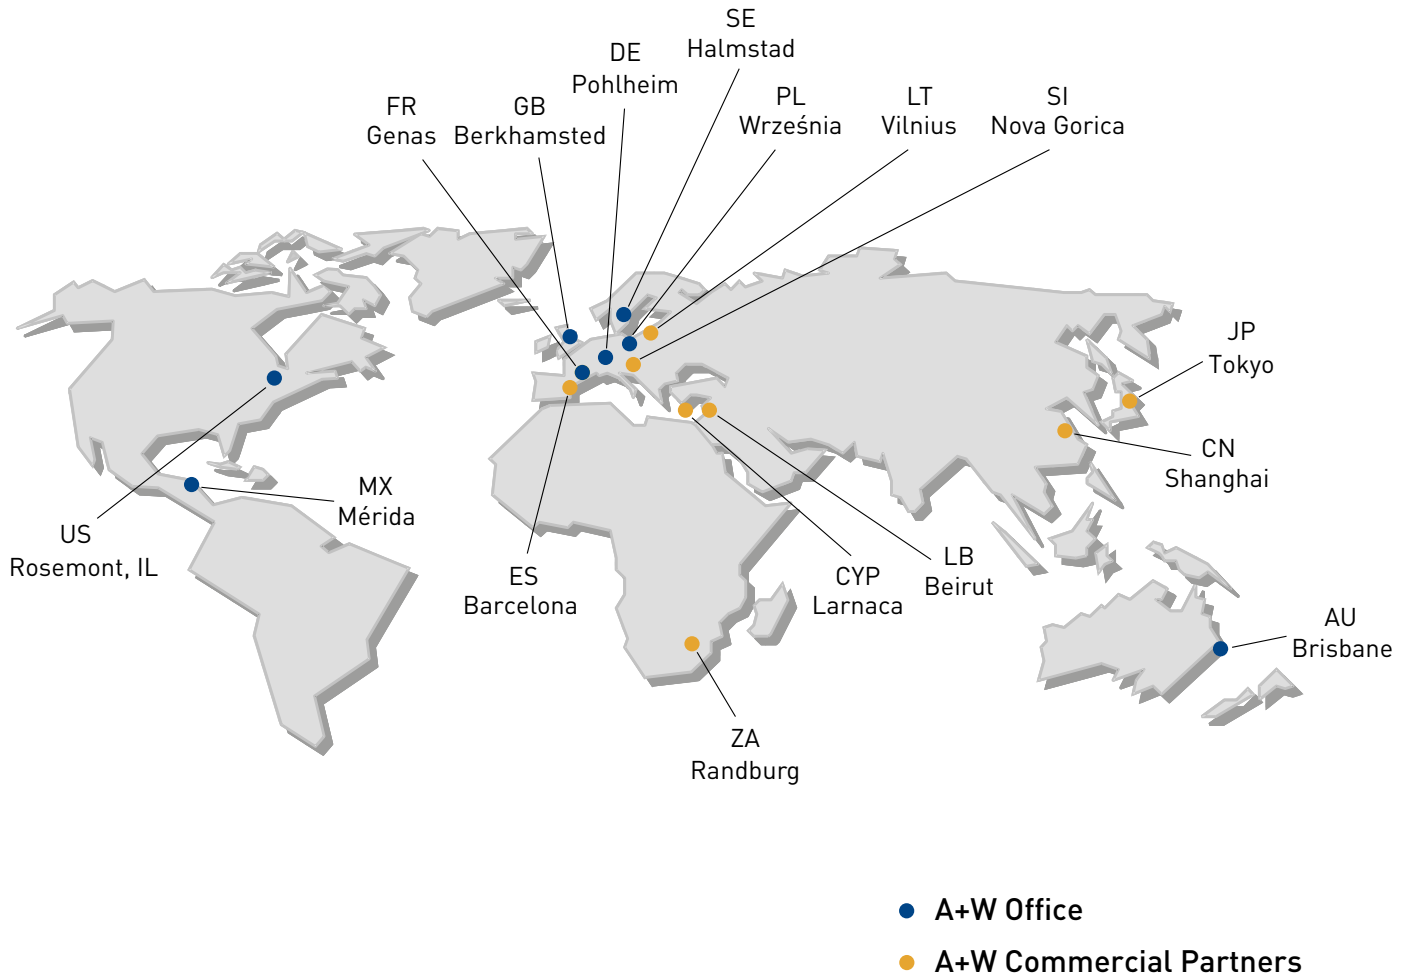 SE
Halmstad
DE
Pohlheim
FR
Genas
GB
Berkhamsted
PL
Września
LT
Vilnius
SI
Nova Gorica
JP
Tokyo
CN
Shanghai
MX
Mérida
US
Rosemont, IL
ES
Barcelona
CYP
Larnaca
LB
Beirut
AU
Brisbane
ZA
Randburg
A+W Office
A+W Commercial Partners